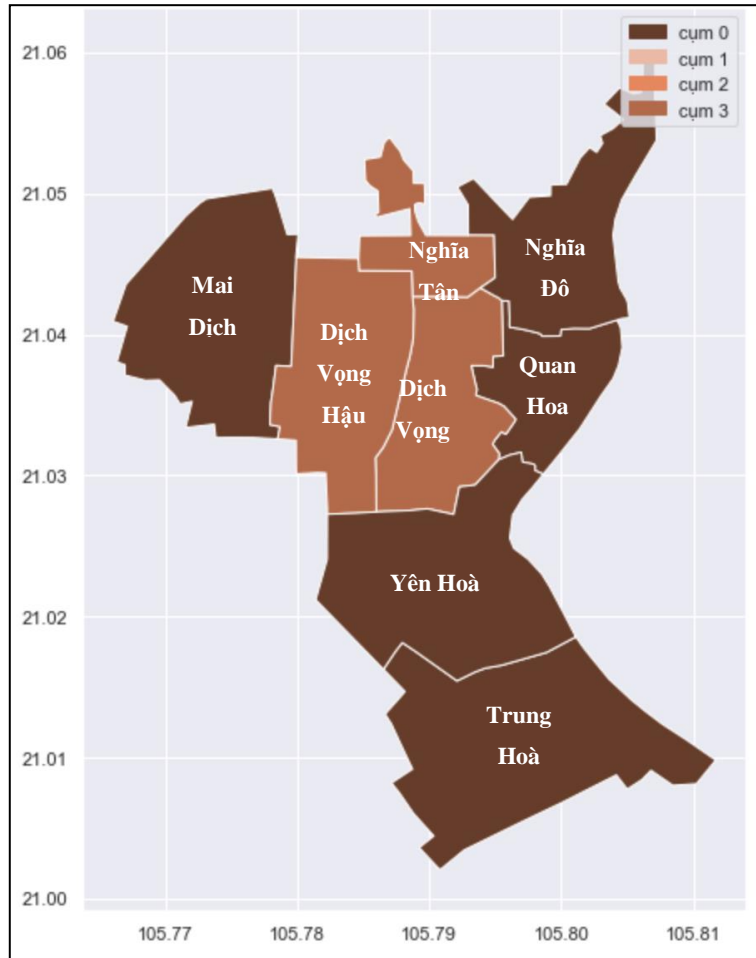 cụm 0
cụm 1
cụm 2
cụm 3
21.06
21.05
21.04
21.03
21.02
21.01
21.00
Nghĩa
Tân
Nghĩa
Đô
Mai
Dịch
Dịch
Vọng
Hậu
Dịch
Vọng
Quan
Hoa
Yên Hoà
Trung
Hoà
105.77
105.78
105.79
105.80
105.81